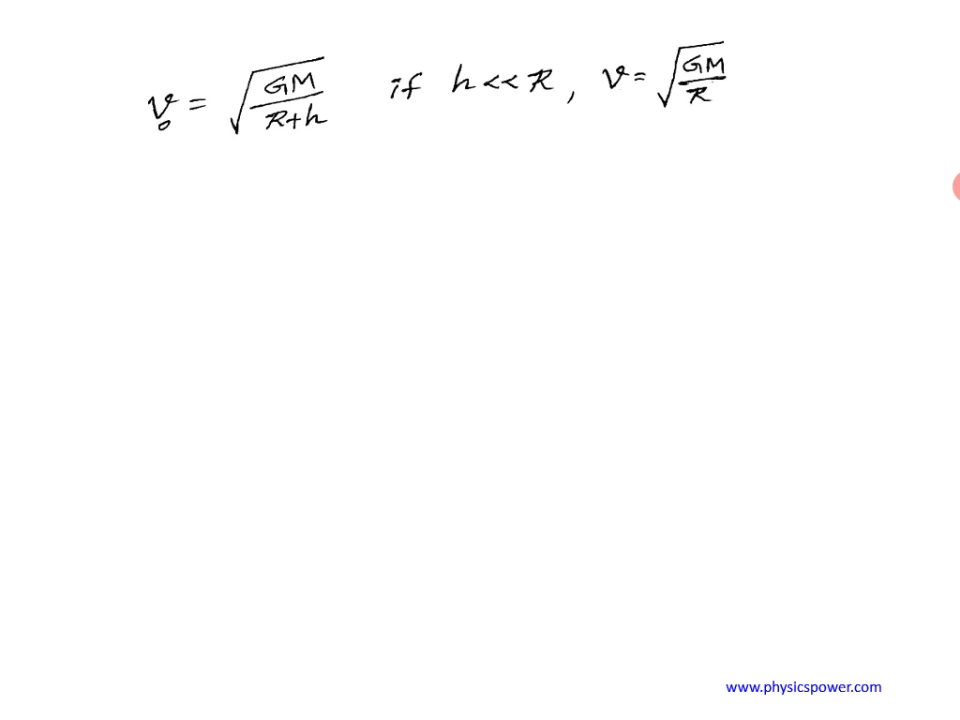 v₀ = √(GM/(R+h)) if h << R, v = √(GM/R)
www.physicspower.com